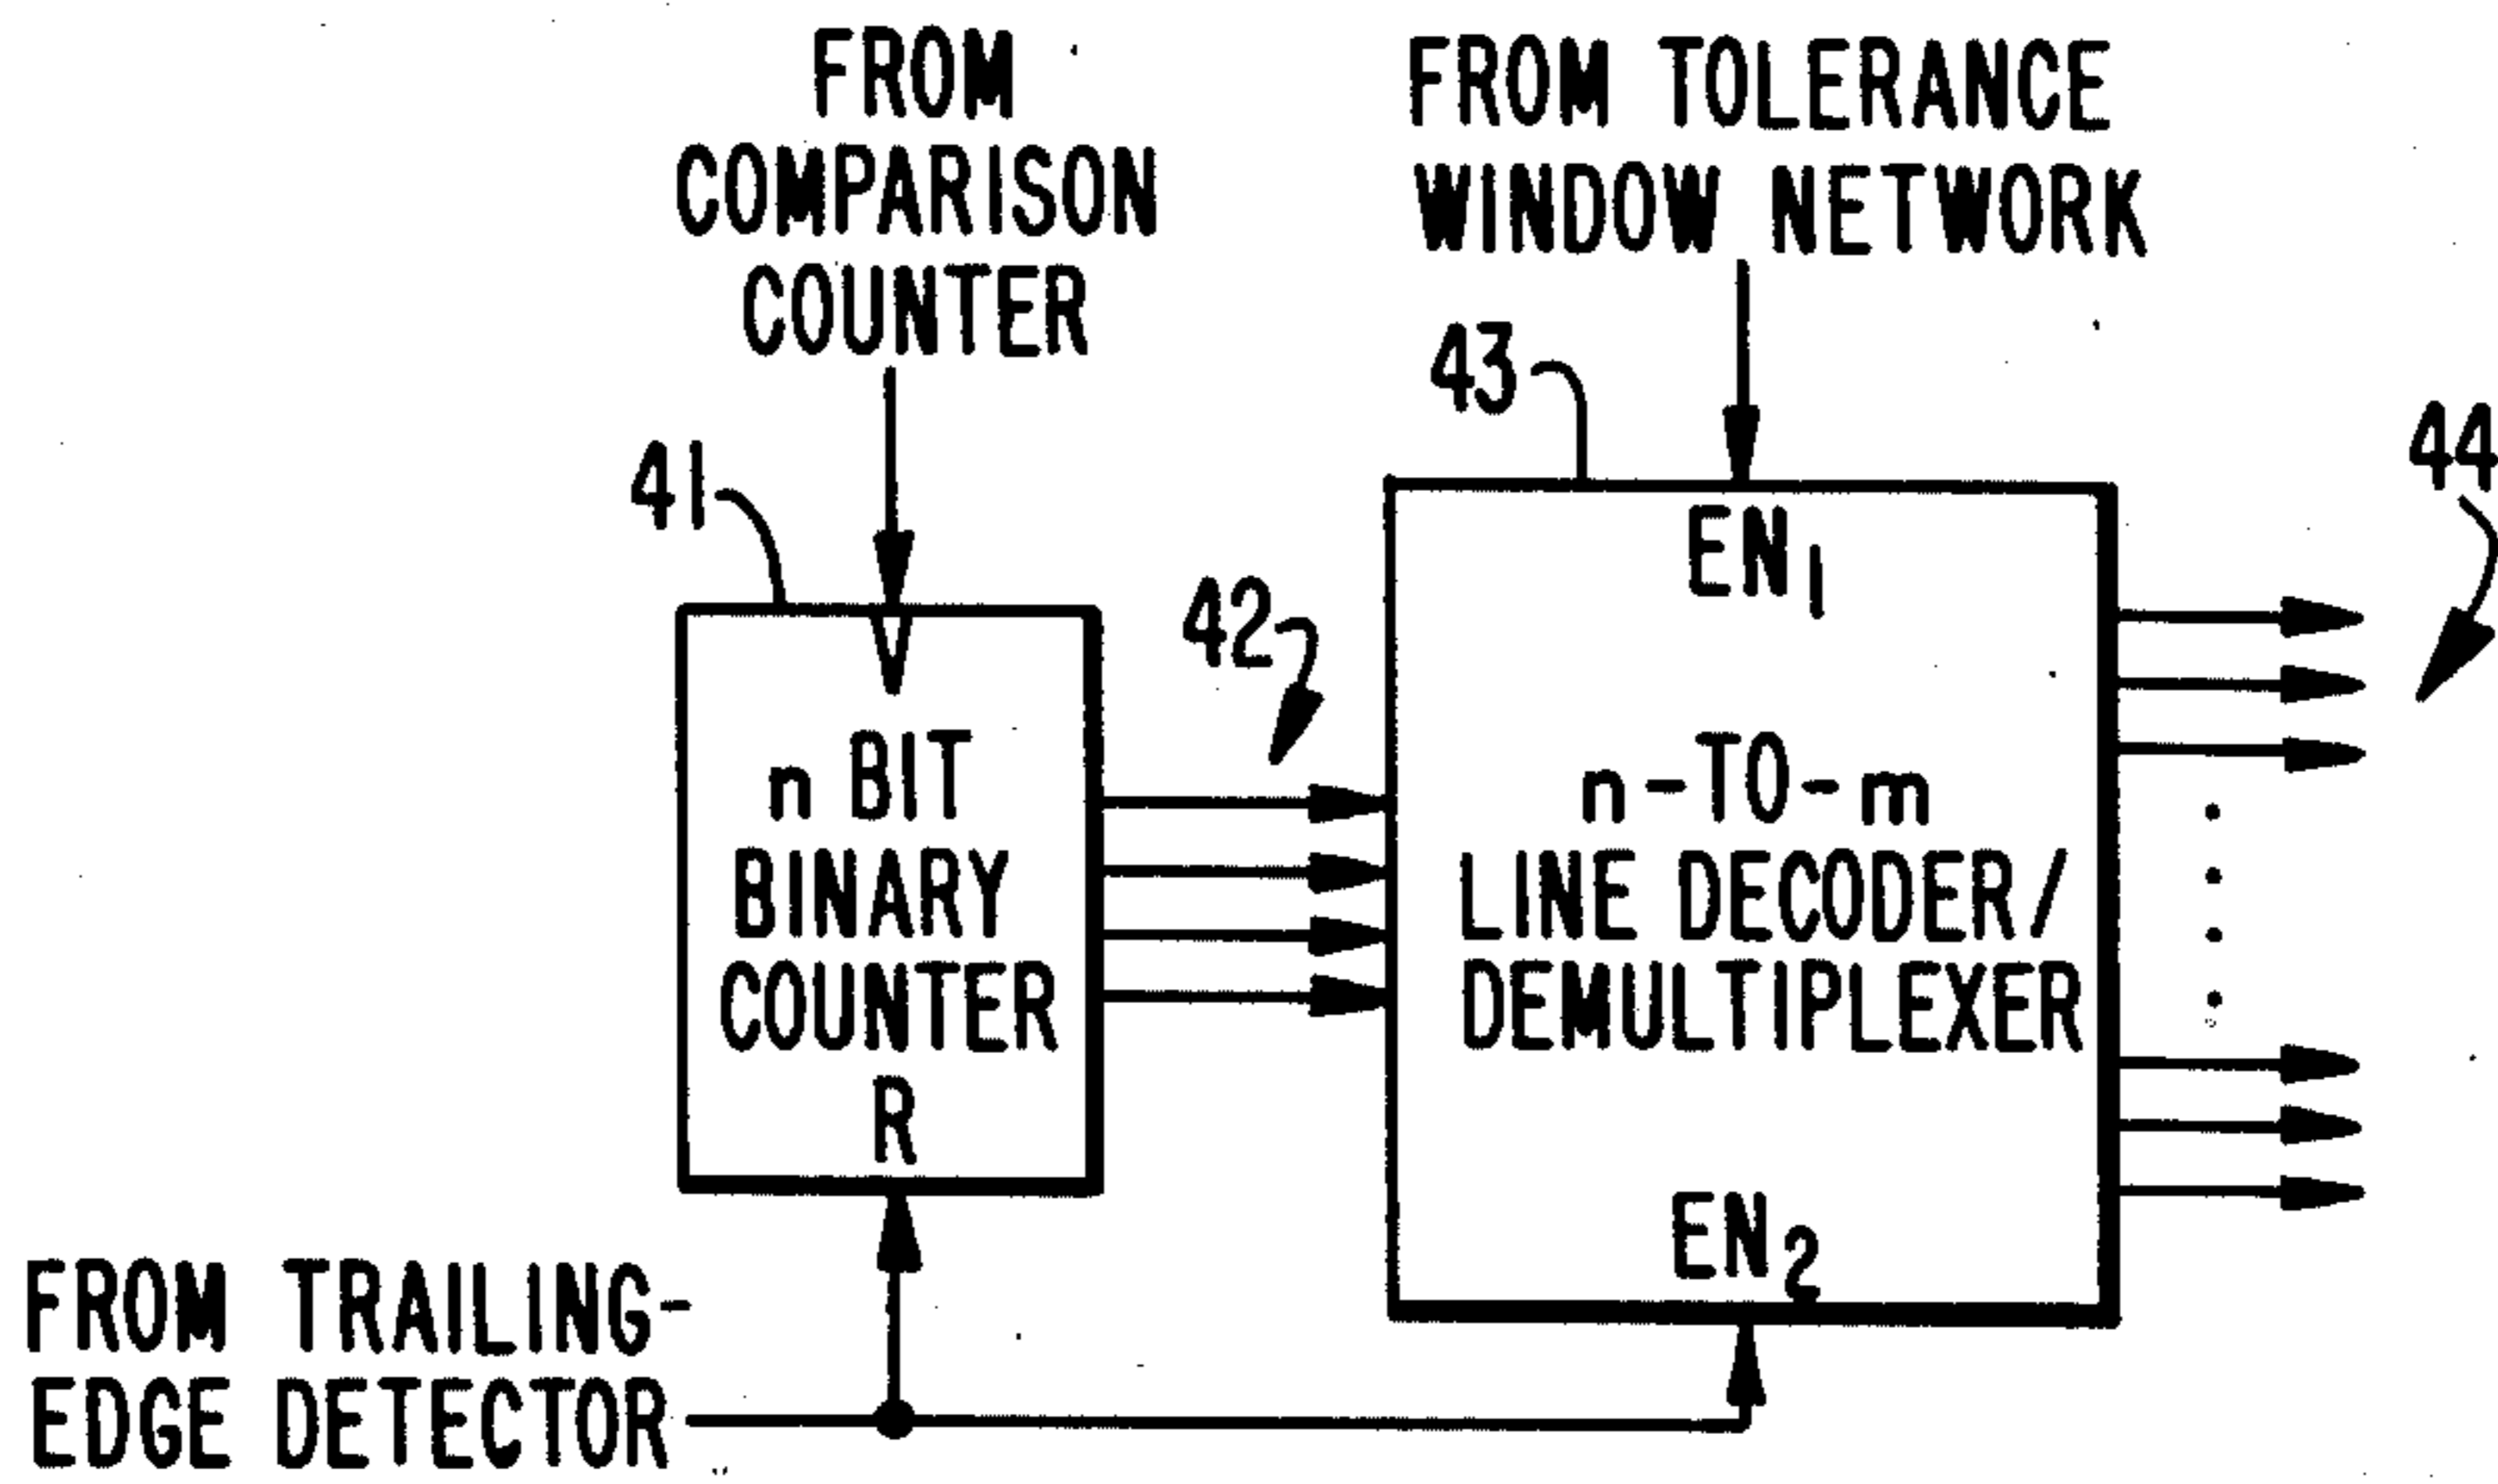 FROM
COMPARISON
COUNTER
FROM TOLERANCE
WINDOW NETWORK
43
44
41
42
EN1
n BIT
BINARY
COUNTER
R
n-TO-m
LINE DECODER/
DEMULTIPLEXER
EN2
FROM TRAILING-
EDGE DETECTOR